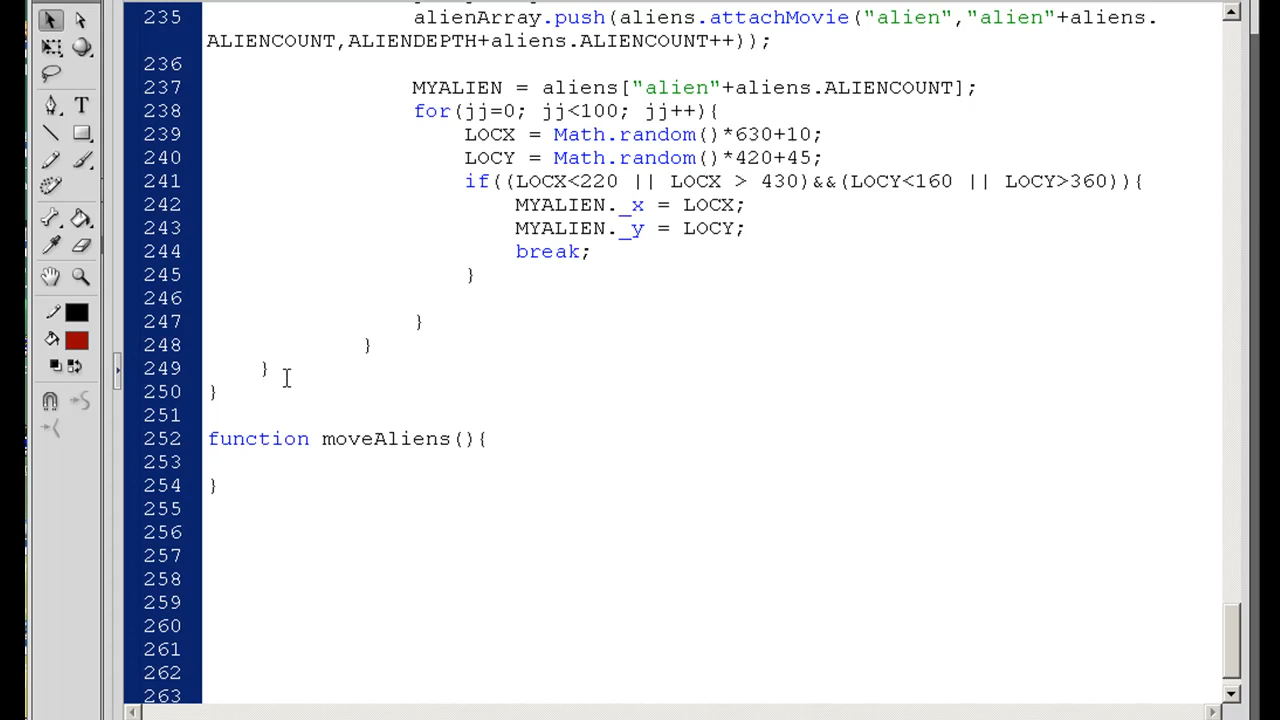 235 alienArray.push(aliens.attachMovie("alien","alien"+aliens.
ALIENCOUNT,ALIENDEPTH+aliens.ALIENCOUNT++));
236
237 MYALIEN = aliens["alien"+aliens.ALIENCOUNT];
238 for(jj=0; jj<100; jj++){
239 LOCX = Math.random()*630+10;
240 LOCY = Math.random()*420+45;
241 if((LOCX<220 || LOCX > 430)&&(LOCY<160 || LOCY>360)){
242 MYALIEN._x = LOCX;
243 MYALIEN._y = LOCY;
244 break;
245 }
246
247 }
248 }
249 }
250 }
251
252 function moveAliens(){
253
254 }
255
256
257
258
259
260
261
262
263